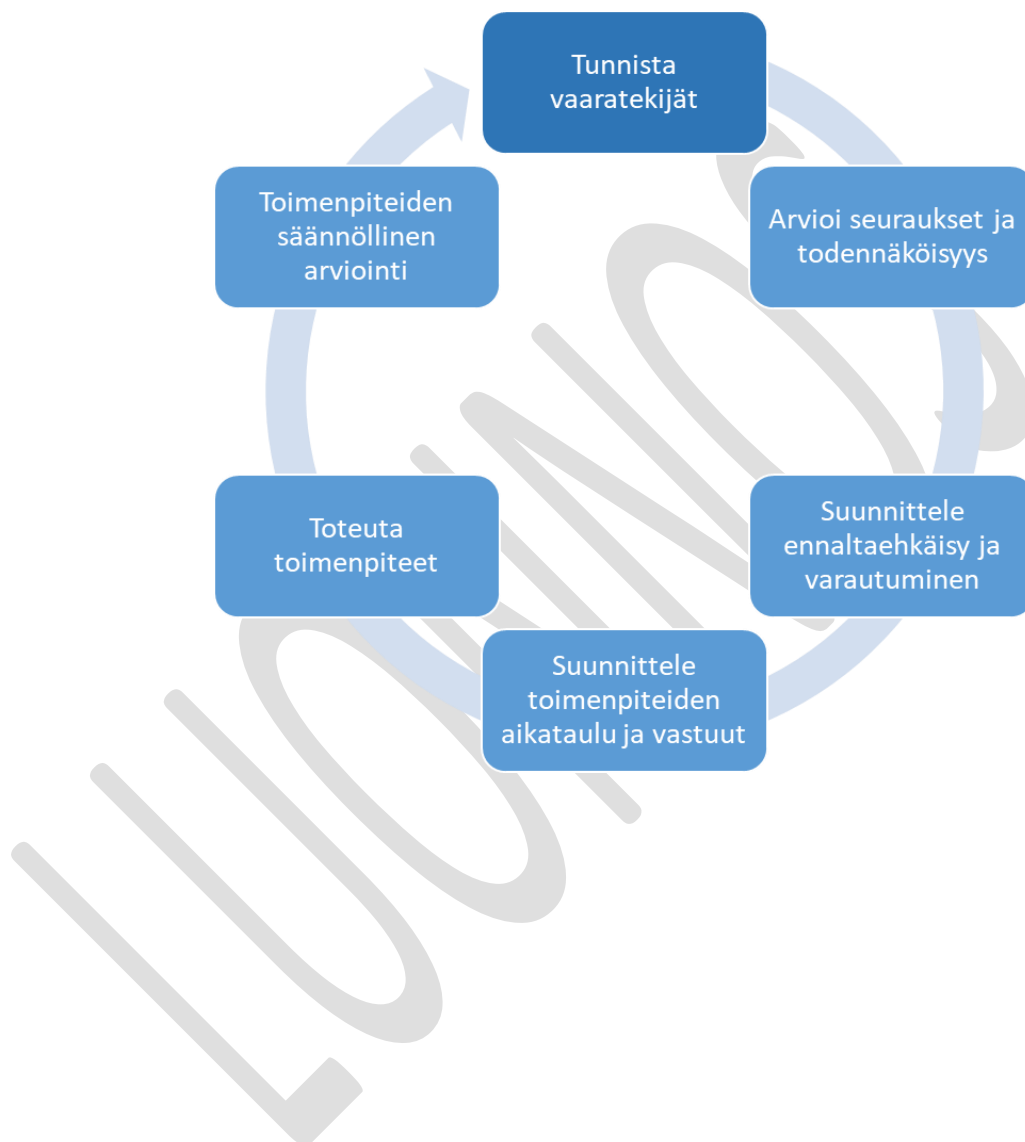 Tunnista
vaaratekijät
Arvioi seuraukset ja
todennäköisyys
Suunnittele
ennaltaehkäisy ja
varautuminen
Suunnittele
toimenpiteiden
aikataulu ja vastuut
Toteuta
toimenpiteet
Toimenpiteiden
säännöllinen
arviointi
LUONNOS